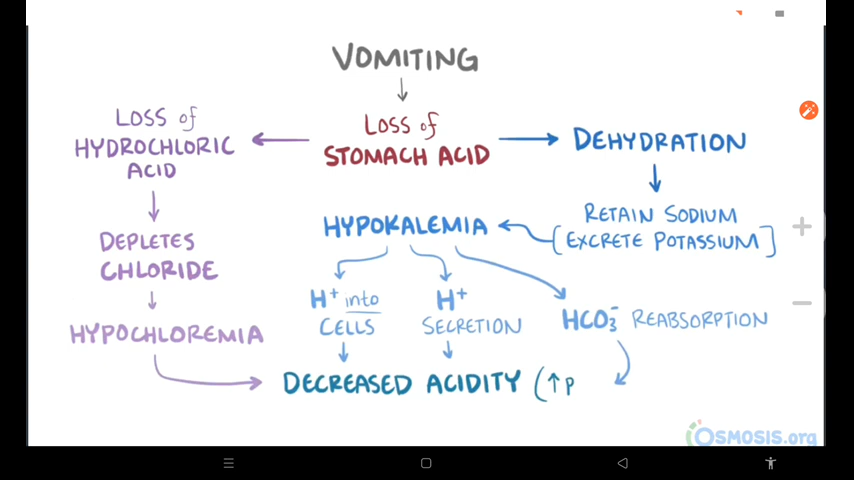 VOMITING
LOSS of
HYDROCHLORIC
ACID
LOSS of
STOMACH ACID
DEHYDRATION
RETAIN SODIUM
[EXCRETE POTASSIUM]
HYPOKALEMIA
DEPLETES
CHLORIDE
HYPOCHLOREMIA
H⁺ into
CELLS
H⁺
SECRETION
HCO₃⁻ REABSORPTION
DECREASED ACIDITY (↑ P
OSMOSIS.org